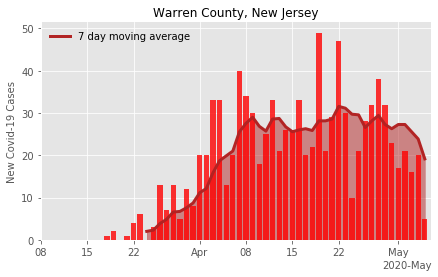 Warren County, New Jersey
7 day moving average
New Covid-19 Cases
50
40
30
20
10
0
08
15
22
Apr
08
15
22
May
2020-May